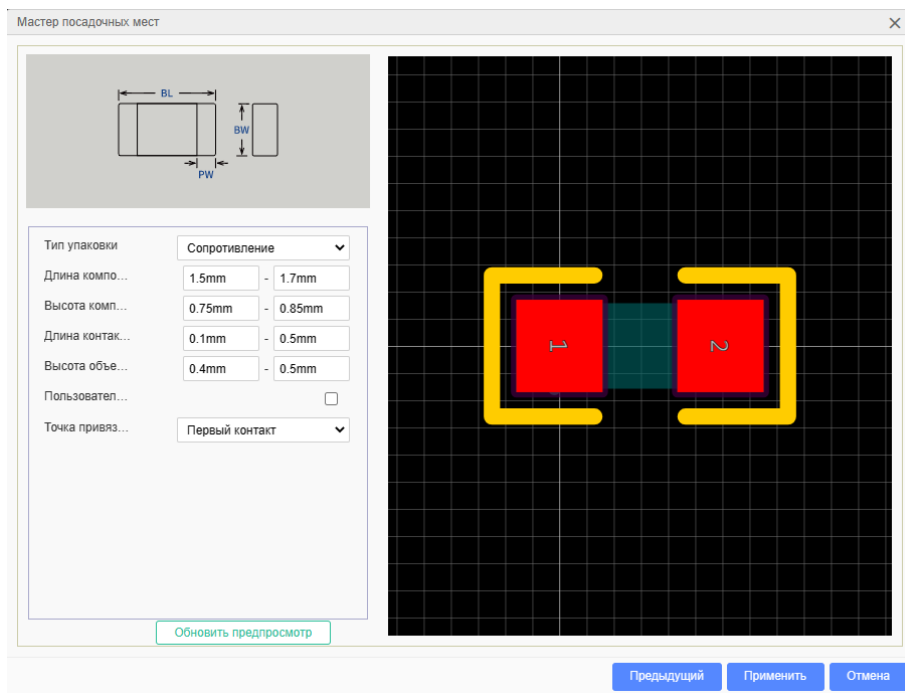 Мастер посадочных мест
BL
BW
PW
Тип упаковки Сопротивление
Длина компо... 1.5mm - 1.7mm
Высота комп... 0.75mm - 0.85mm
Длина контак... 0.1mm - 0.5mm
Высота объе... 0.4mm - 0.5mm
Пользовател...
Точка привяз... Первый контакт
Обновить предпросмотр
1 2
Предыдущий Применить Отмена